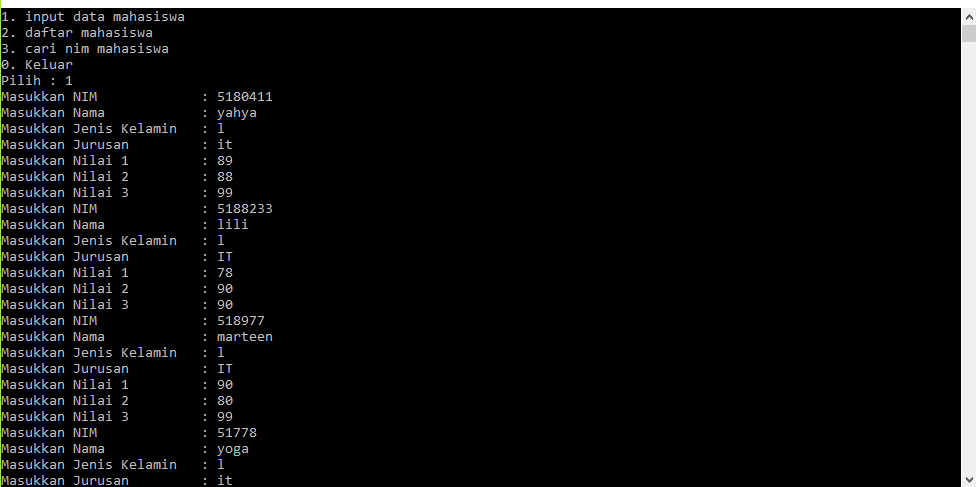 1. input data mahasiswa
2. daftar mahasiswa
3. cari nim mahasiswa
0. Keluar
Pilih : 1
Masukkan NIM : 5180411
Masukkan Nama : yahya
Masukkan Jenis Kelamin : l
Masukkan Jurusan : it
Masukkan Nilai 1 : 89
Masukkan Nilai 2 : 88
Masukkan Nilai 3 : 99
Masukkan NIM : 5188233
Masukkan Nama : lili
Masukkan Jenis Kelamin : l
Masukkan Jurusan : IT
Masukkan Nilai 1 : 78
Masukkan Nilai 2 : 90
Masukkan Nilai 3 : 90
Masukkan NIM : 518977
Masukkan Nama : marteen
Masukkan Jenis Kelamin : l
Masukkan Jurusan : IT
Masukkan Nilai 1 : 90
Masukkan Nilai 2 : 80
Masukkan Nilai 3 : 99
Masukkan NIM : 51778
Masukkan Nama : yoga
Masukkan Jenis Kelamin : l
Masukkan Jurusan : it